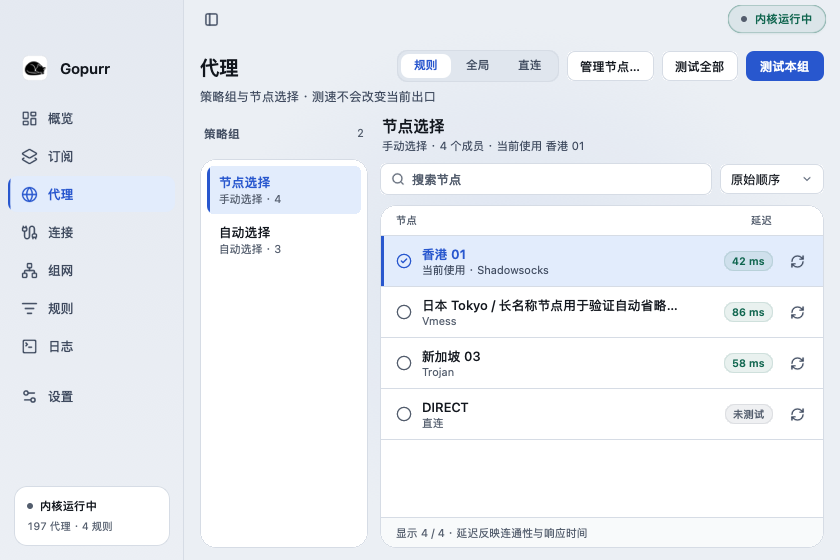 内核运行中
Gopurr
概览
订阅
代理
连接
组网
规则
日志
设置
内核运行中
197 代理 · 4 规则
代理
规则
全局
直连
管理节点...
测试全部
测试本组
策略组与节点选择 · 测速不会改变当前出口
策略组
2
节点选择
手动选择 · 4
自动选择
自动选择 · 3
节点选择
手动选择 · 4 个成员 · 当前使用 香港 01
搜索节点
原始顺序
节点
延迟
香港 01
当前使用 · Shadowsocks
42 ms
日本 Tokyo / 长名称节点用于验证自动省略...
Vmess
86 ms
新加坡 03
Trojan
58 ms
DIRECT
直连
未测试
显示 4 / 4 · 延迟反映连通性与响应时间